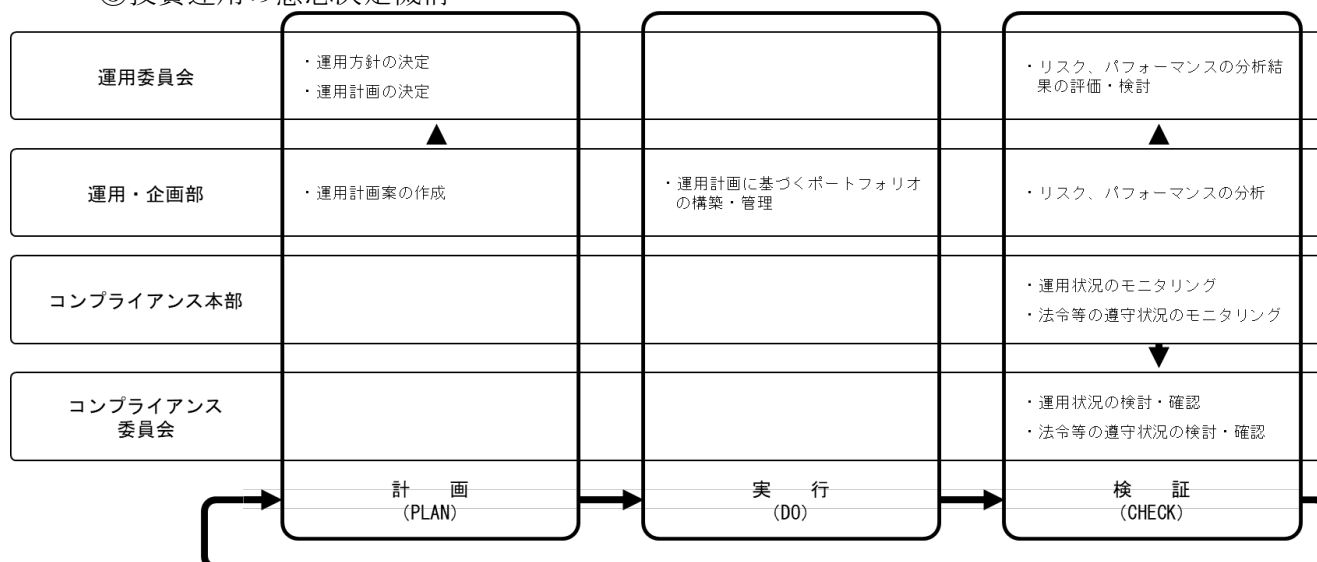 運用委員会
・運用方針の決定
・運用計画の決定
・リスク、パフォーマンスの分析結
果の評価・検討
運用・企画部
・運用計画案の作成
・運用計画に基づくポートフォリオ
の構築・管理
・リスク、パフォーマンスの分析
コンプライアンス本部
・運用状況のモニタリング
・法令等の遵守状況のモニタリング
コンプライアンス
委員会
・運用状況の検討・確認
・法令等の遵守状況の検討・確認
計　画
(PLAN)
実　行
(DO)
検　証
(CHECK)